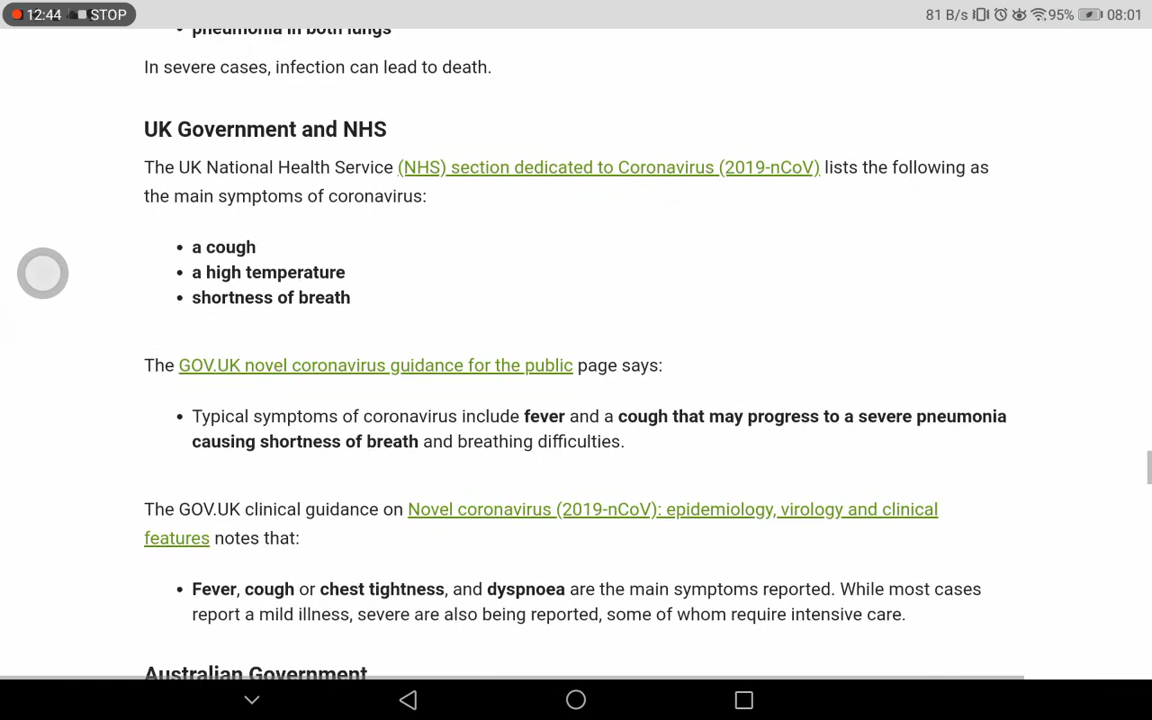 12:44 STOP 81 B/s 95% 08:01
pneumonia in both lungs
In severe cases, infection can lead to death.
UK Government and NHS
The UK National Health Service (NHS) section dedicated to Coronavirus (2019-nCoV) lists the following as
the main symptoms of coronavirus:
• a cough
• a high temperature
• shortness of breath
The GOV.UK novel coronavirus guidance for the public page says:
• Typical symptoms of coronavirus include fever and a cough that may progress to a severe pneumonia
causing shortness of breath and breathing difficulties.
The GOV.UK clinical guidance on Novel coronavirus (2019-nCoV): epidemiology, virology and clinical
features notes that:
• Fever, cough or chest tightness, and dyspnoea are the main symptoms reported. While most cases
report a mild illness, severe are also being reported, some of whom require intensive care.
Australian Government